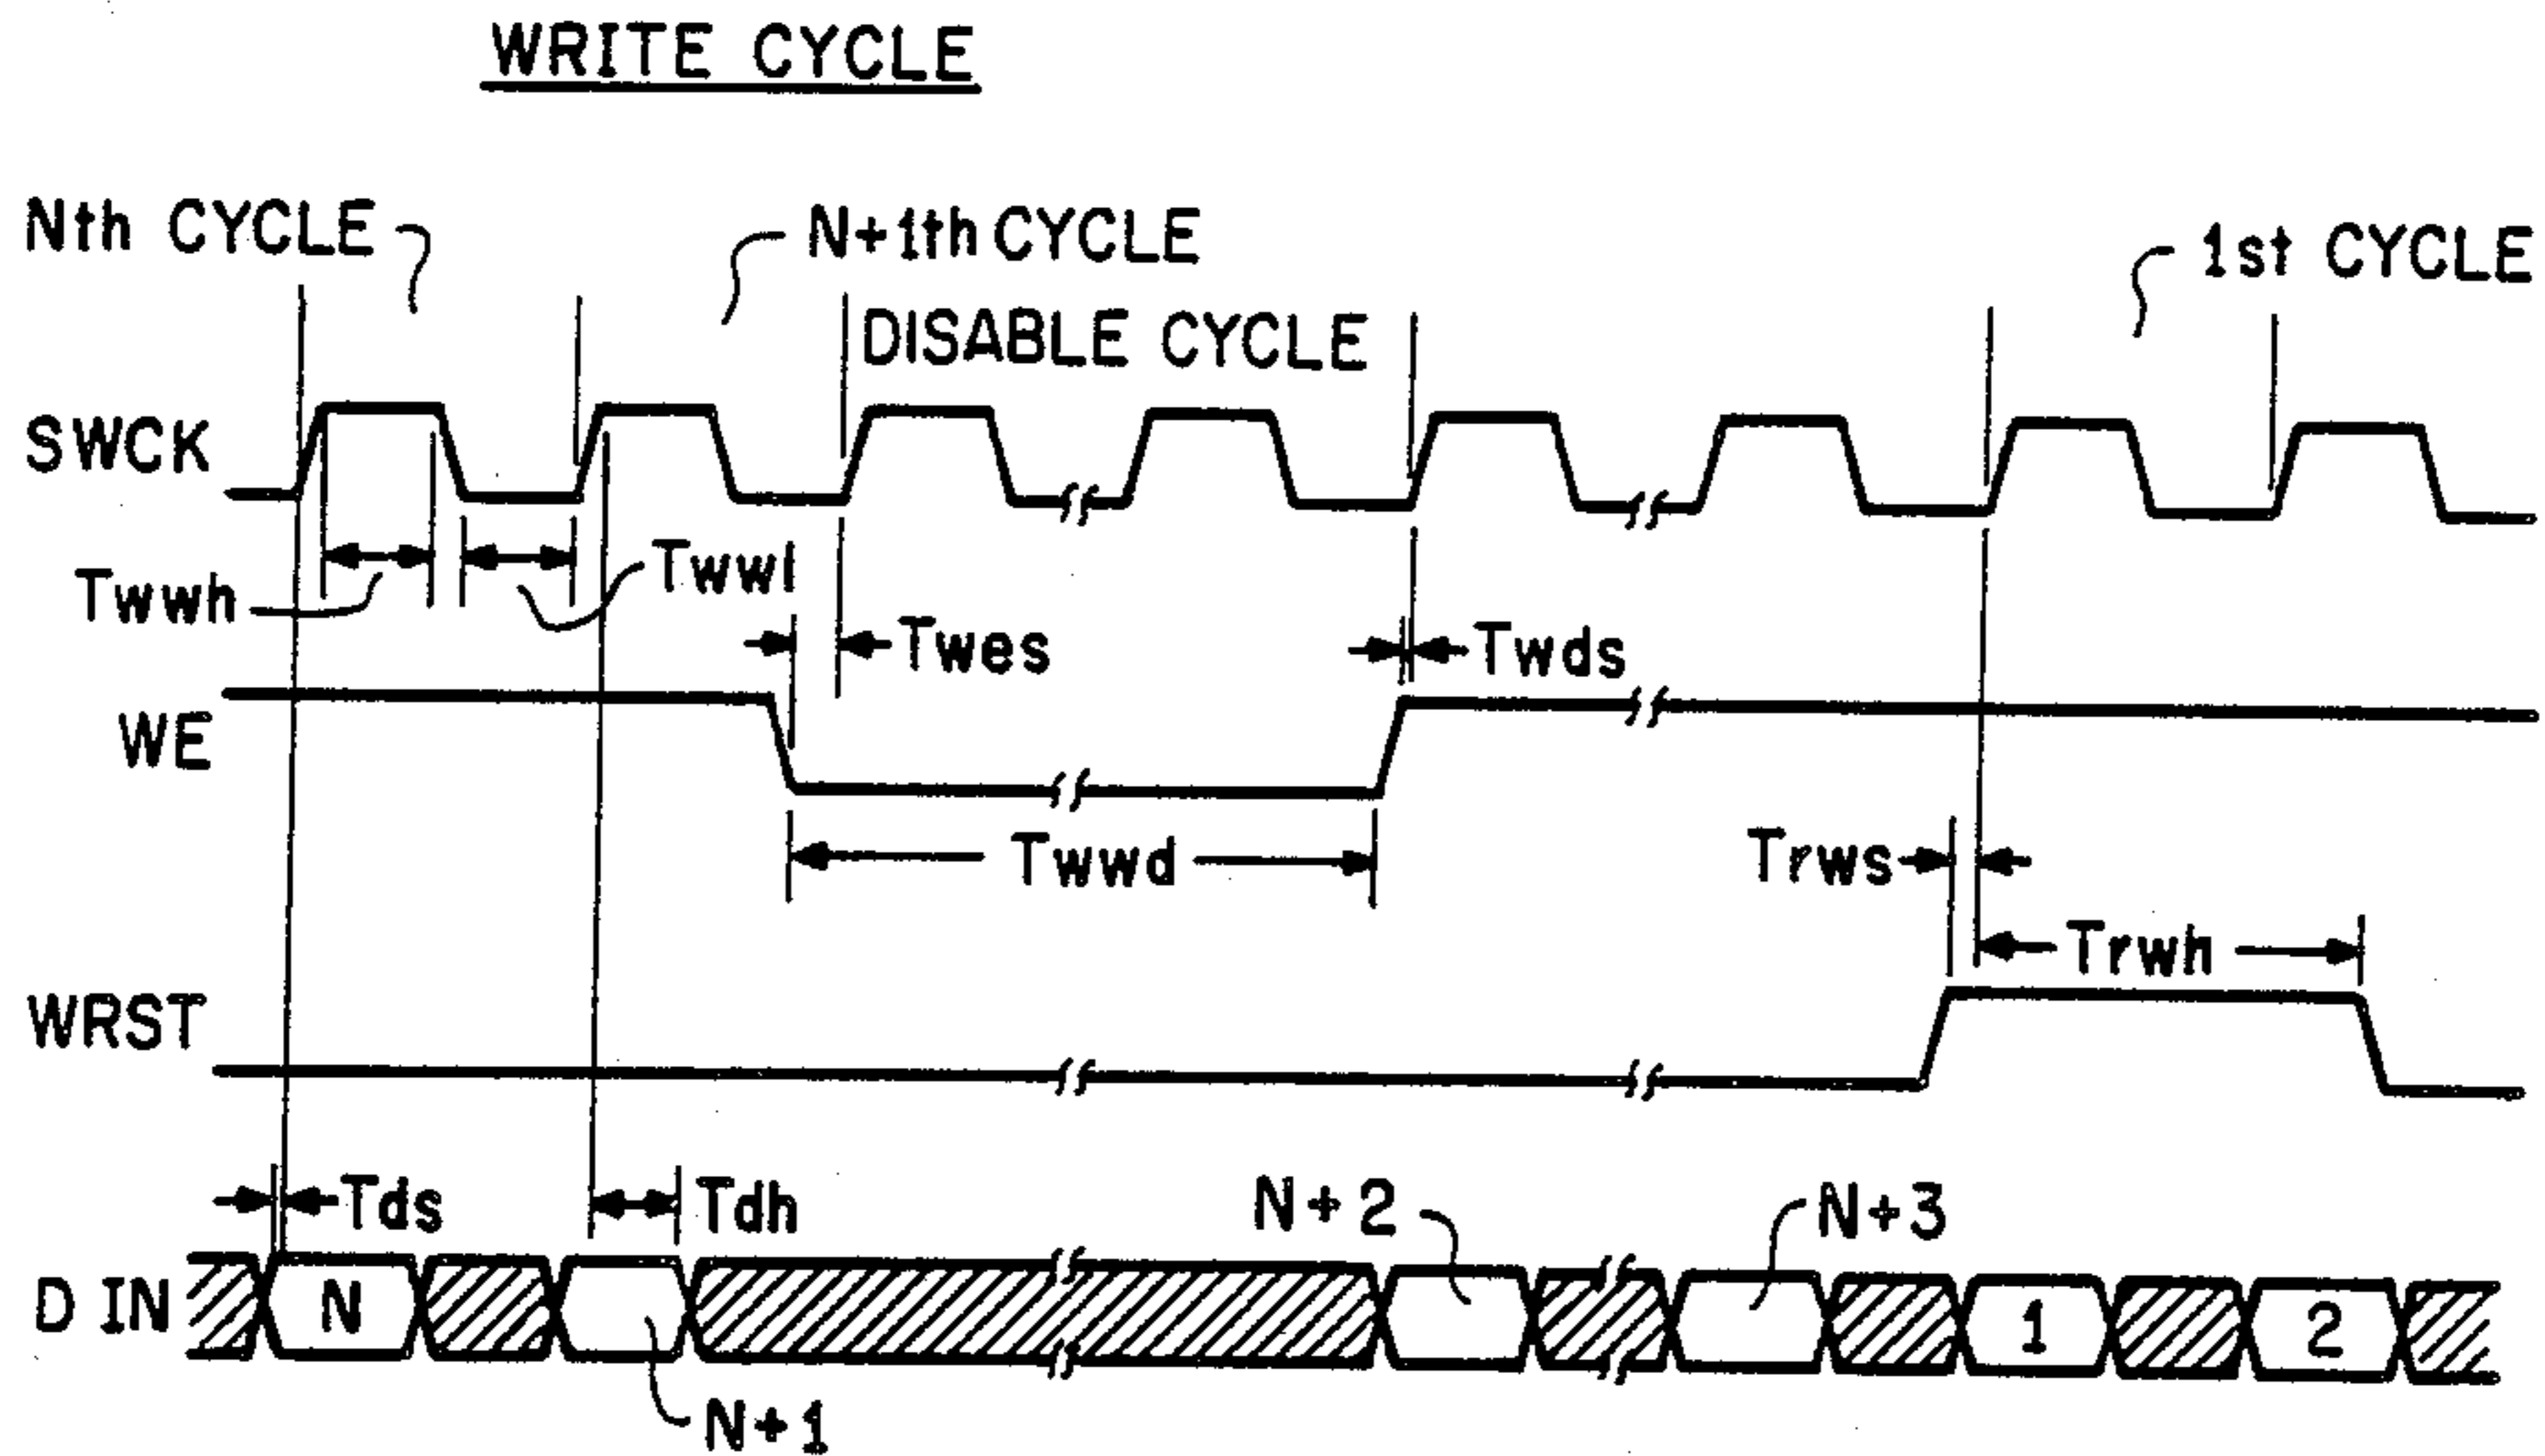 WRITE CYCLE
Nth CYCLE
N+1th CYCLE
1st CYCLE
DISABLE CYCLE
SWCK
Twwh
Twwl
Twes
Twds
WE
Twwd
Trws
Trwh
WRST
Tds
Tdh
N+2
N+3
D IN
N
1
2
N+1